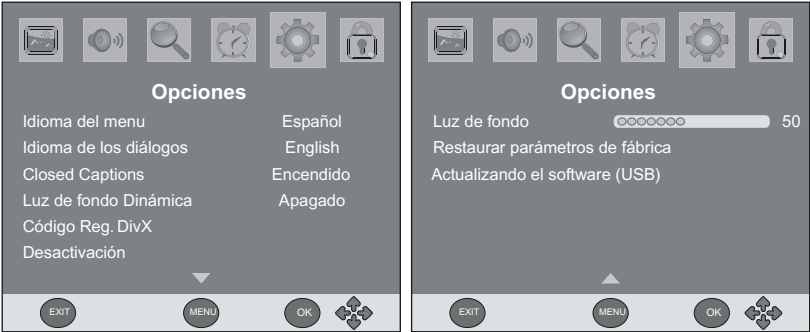 Opciones
Idioma del menu Español
Idioma de los diálogos English
Closed Captions Encendido
Luz de fondo Dinámica Apagado
Código Reg. DivX
Desactivación
EXIT MENU OK
Opciones
Luz de fondo 50
Restaurar parámetros de fábrica
Actualizando el software (USB)
EXIT MENU OK